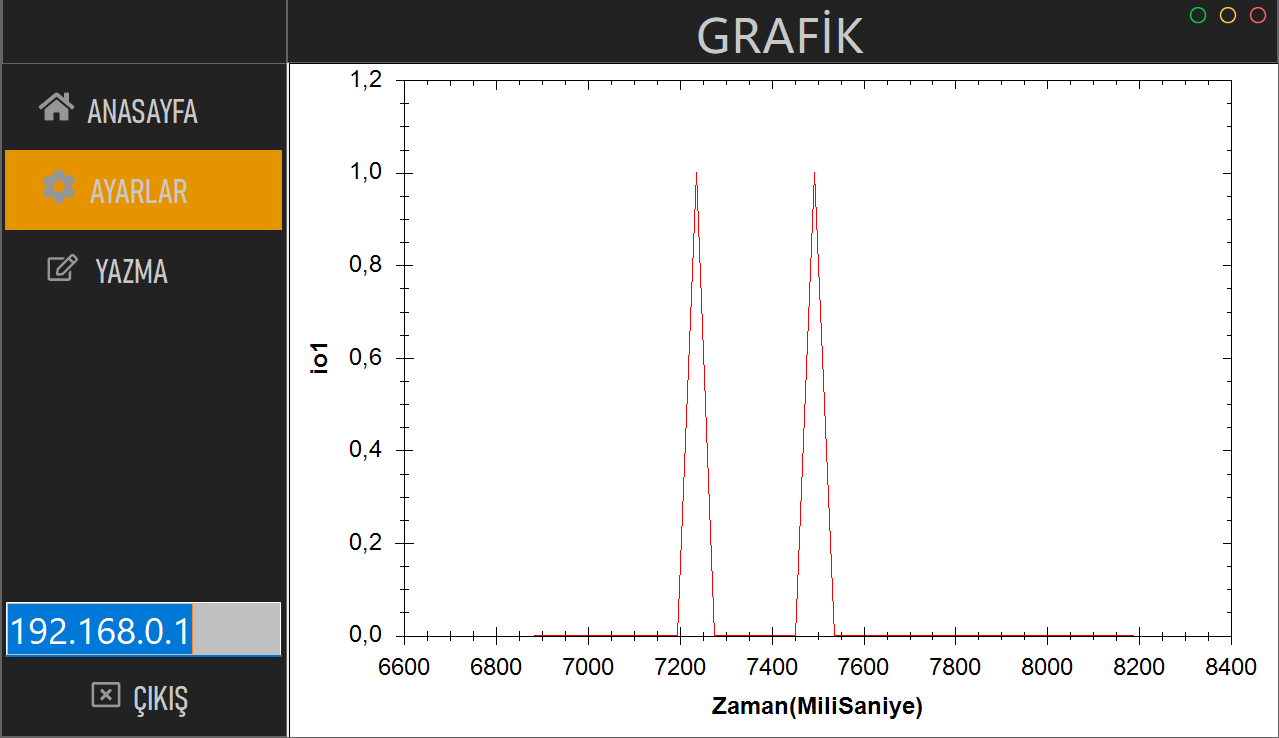 GRAFİK
ANASAYFA
AYARLAR
YAZMA
192.168.0.1
ÇIKIŞ
1,2
1,0
0,8
0,6
0,4
0,2
0,0
io1
6600 6800 7000 7200 7400 7600 7800 8000 8200 8400
Zaman(MiliSaniye)